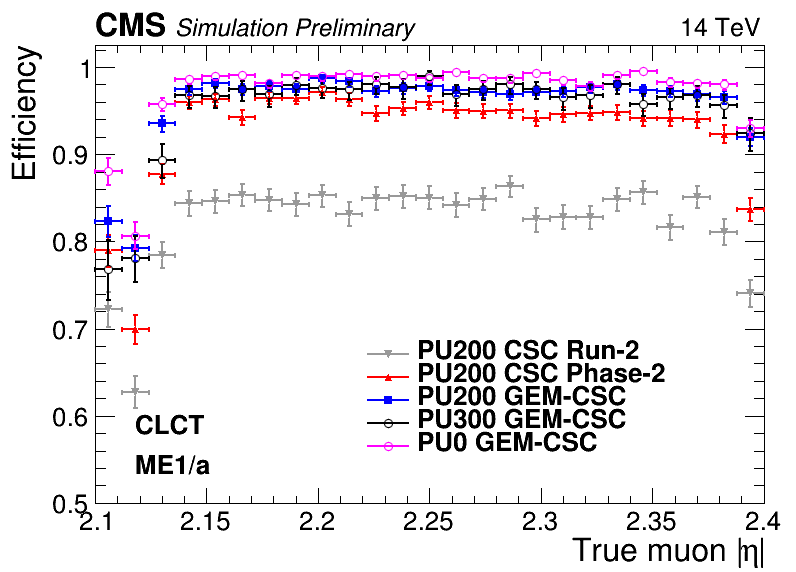 CMS Simulation Preliminary 14 TeV
Efficiency
1
0.9
0.8
0.7
0.6
0.5
PU200 CSC Run-2
PU200 CSC Phase-2
PU200 GEM-CSC
PU300 GEM-CSC
PU0 GEM-CSC
CLCT
ME1/a
2.1 2.15 2.2 2.25 2.3 2.35 2.4
True muon |η|